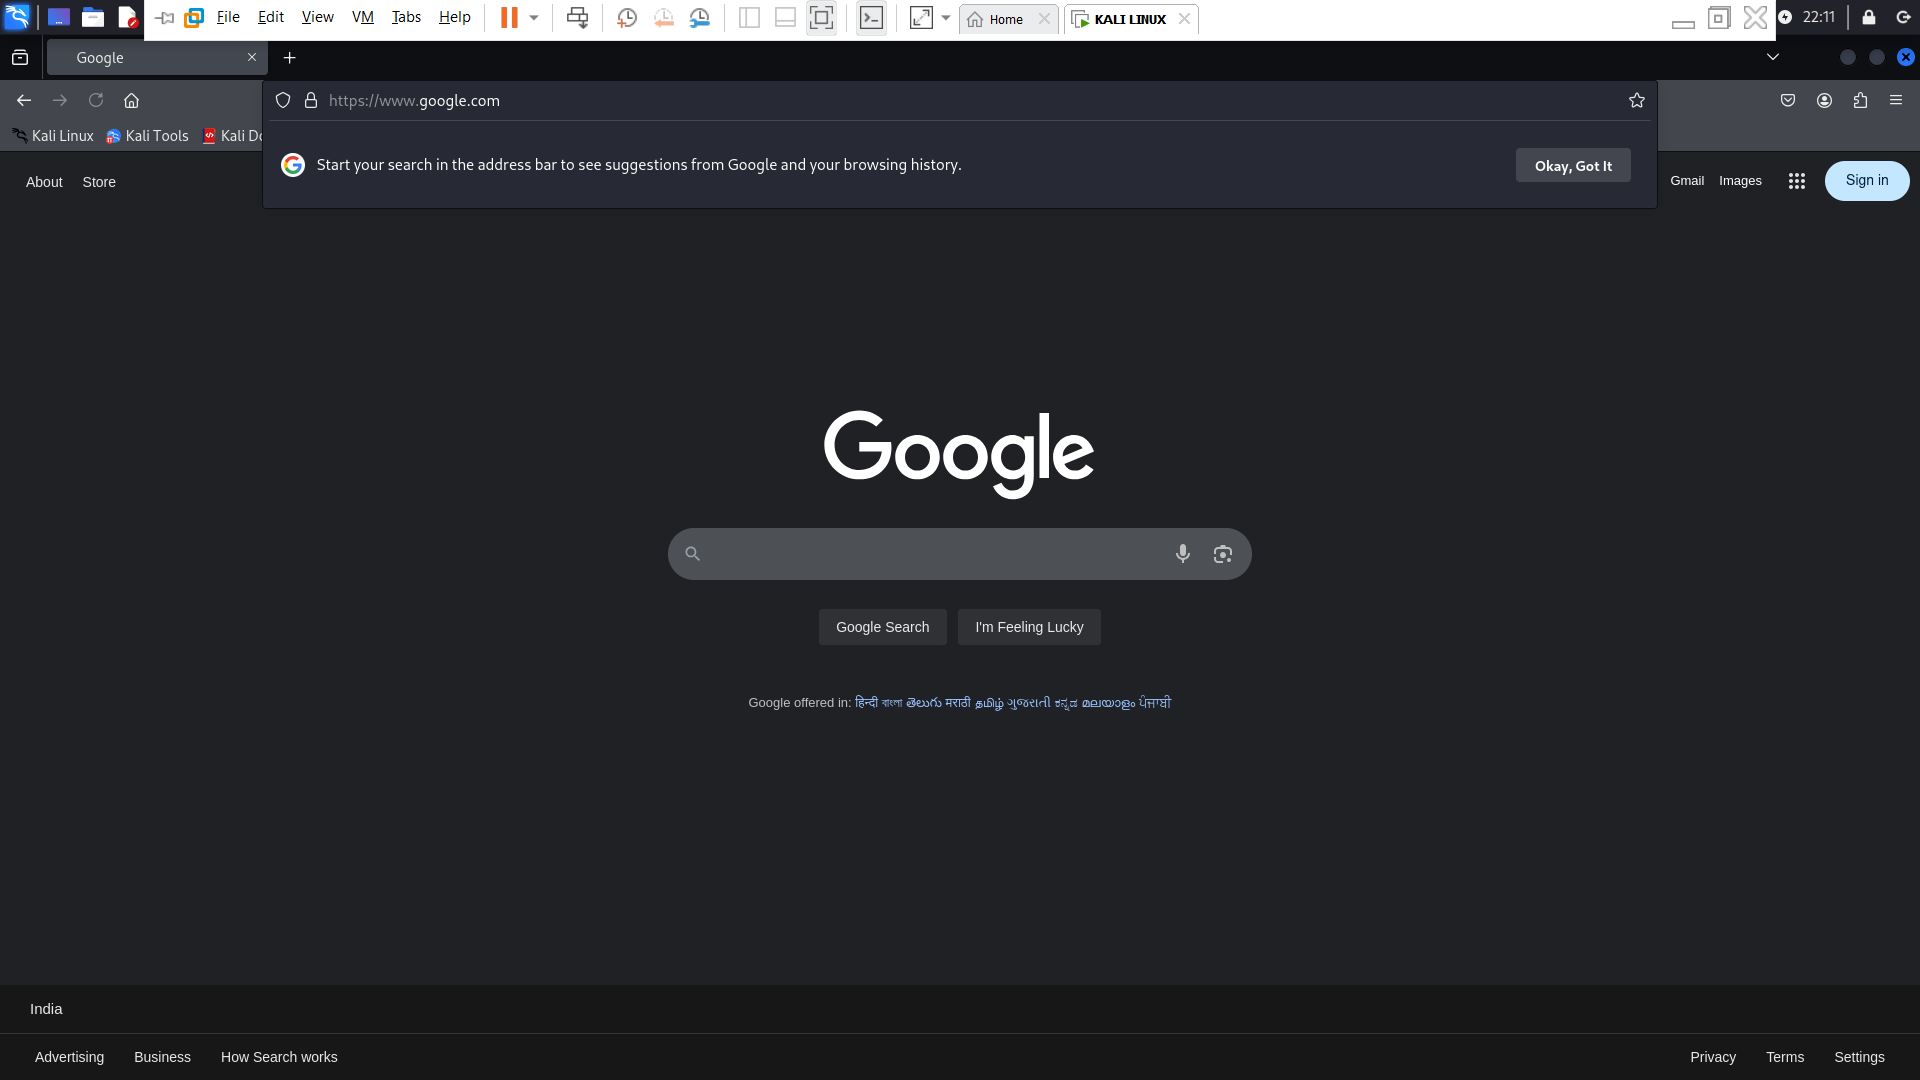 File Edit View VM Tabs Help Home KALI LINUX 22:11
Google
https://www.google.com
Kali Linux Kali Tools Kali Do
Start your search in the address bar to see suggestions from Google and your browsing history. Okay, Got It
About Store Gmail Images Sign in
Google
Google Search I'm Feeling Lucky
Google offered in: हिन्दी বাংলা తెలుగు मराठी தமிழ் ગુજરાતી ಕನ್ನಡ മലയാളം ਪੰਜਾਬੀ
India
Advertising Business How Search works Privacy Terms Settings